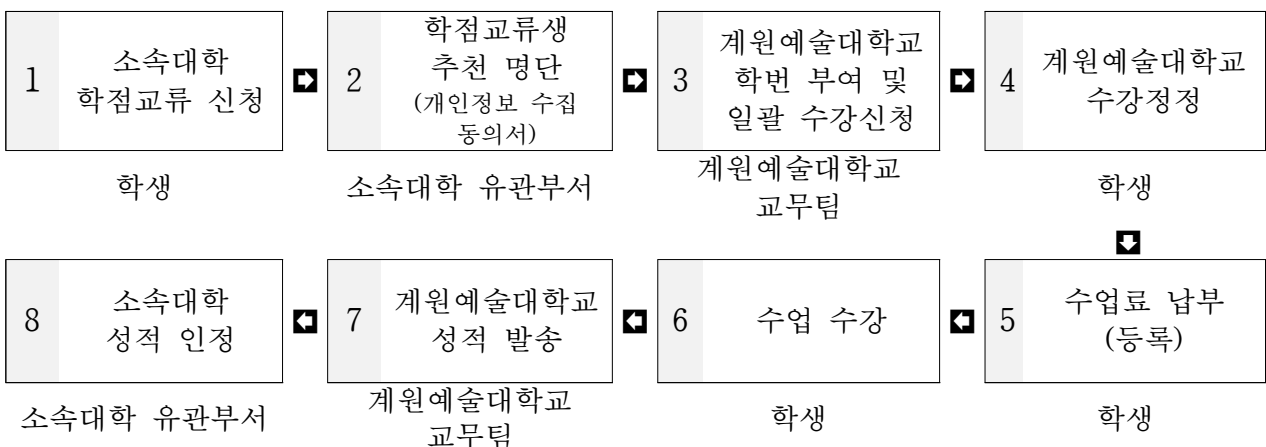 1
소속대학
학점교류 신청
학생
2
학점교류생
추천 명단
(개인정보 수집
동의서)
소속대학 유관부서
3
계원예술대학교
학번 부여 및
일괄 수강신청
계원예술대학교
교무팀
4
계원예술대학교
수강정정
학생
5
수업료 납부
(등록)
학생
6
수업 수강
학생
7
계원예술대학교
성적 발송
계원예술대학교
교무팀
8
소속대학
성적 인정
소속대학 유관부서